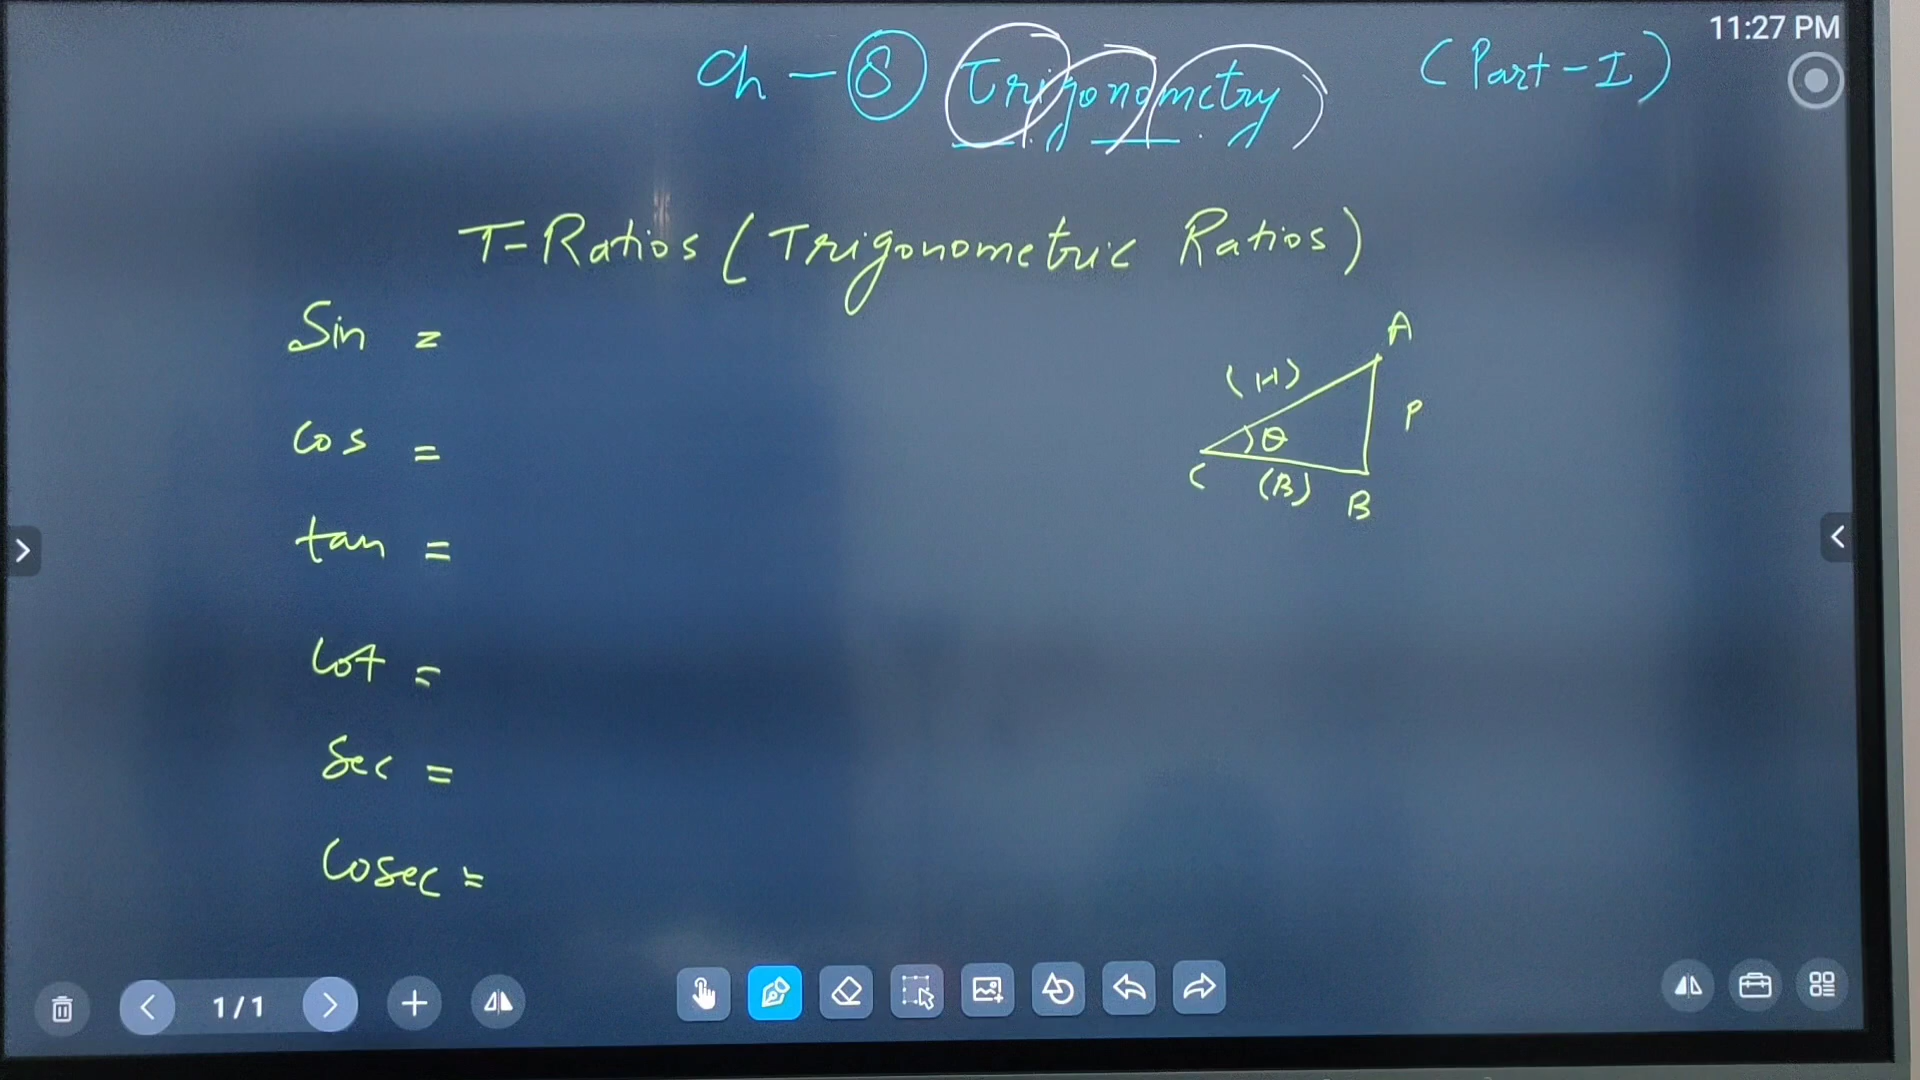 11:27 PM
Ch - 8 Trigonometry (Part - I)
T-Ratios (Trigonometric Ratios)
Sin =
Cos =
tan =
Cot =
Sec =
Cosec =
A
(H)
P
θ
C (B) B
1/1